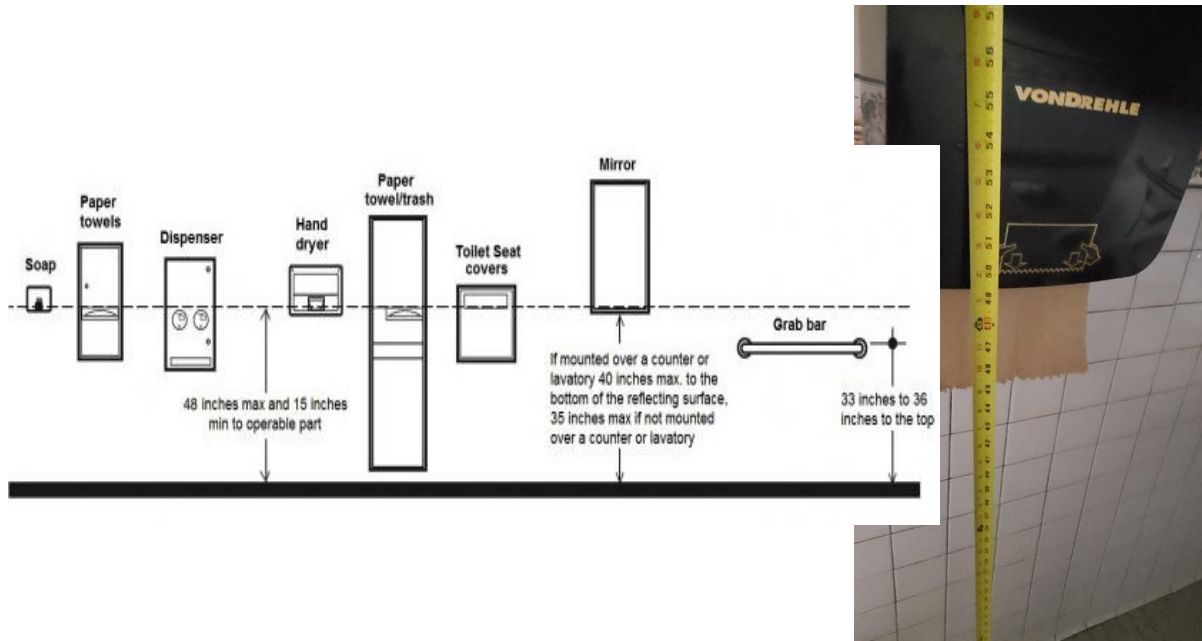 Soap
Paper
towels
Dispenser
Hand
dryer
Paper
towel/trash
Toilet Seat
covers
Mirror
Grab bar
48 inches max and 15 inches
min to operable part
If mounted over a counter or
lavatory 40 inches max. to the
bottom of the reflecting surface,
35 inches max if not mounted
over a counter or lavatory
33 inches to 36
inches to the top
VONDREHLE
56
55
54
53
52
51
50
49
47